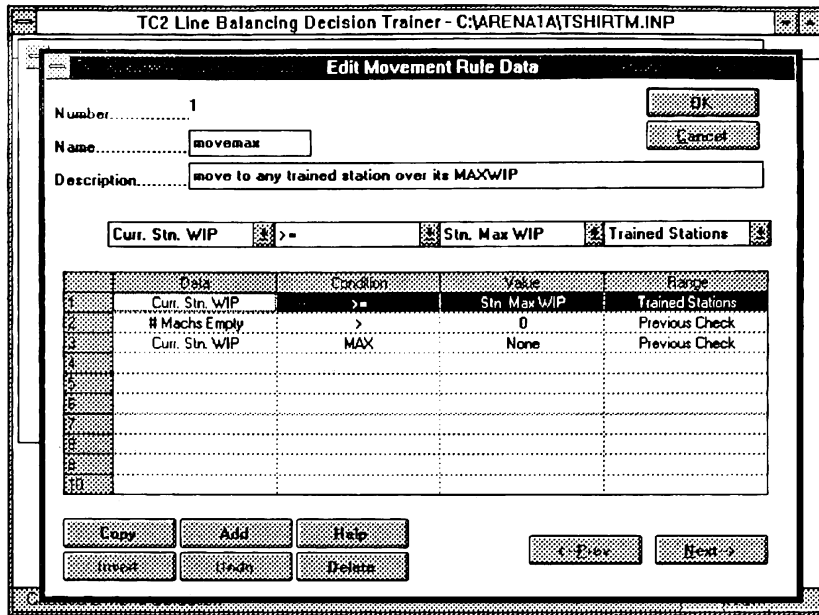 TC2 Line Balancing Decision Trainer - C:\ARENA1A\TSHIRTM.INP
Edit Movement Rule Data
Number 1
OK
Cancel
Name movemax
Description move to any trained station over its MAXWIP
Curr. Stn. WIP >= Stn. Max WIP Trained Stations
Data Condition Value Range
1 Curr. Stn. WIP >= Stn. Max WIP Trained Stations
2 # Machs Empty > 0 Previous Check
3 Curr. Stn. WIP MAX None Previous Check
4
5
6
7
8
9
10
Copy Add Help
< Prev Next >
Insert Undo Delete